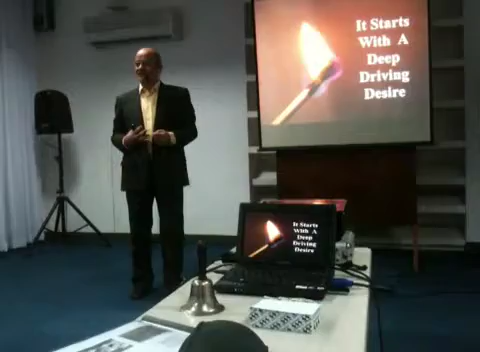 It Starts
With A
Deep
Driving
Desire
It Starts
With A
Deep
Driving
Desire